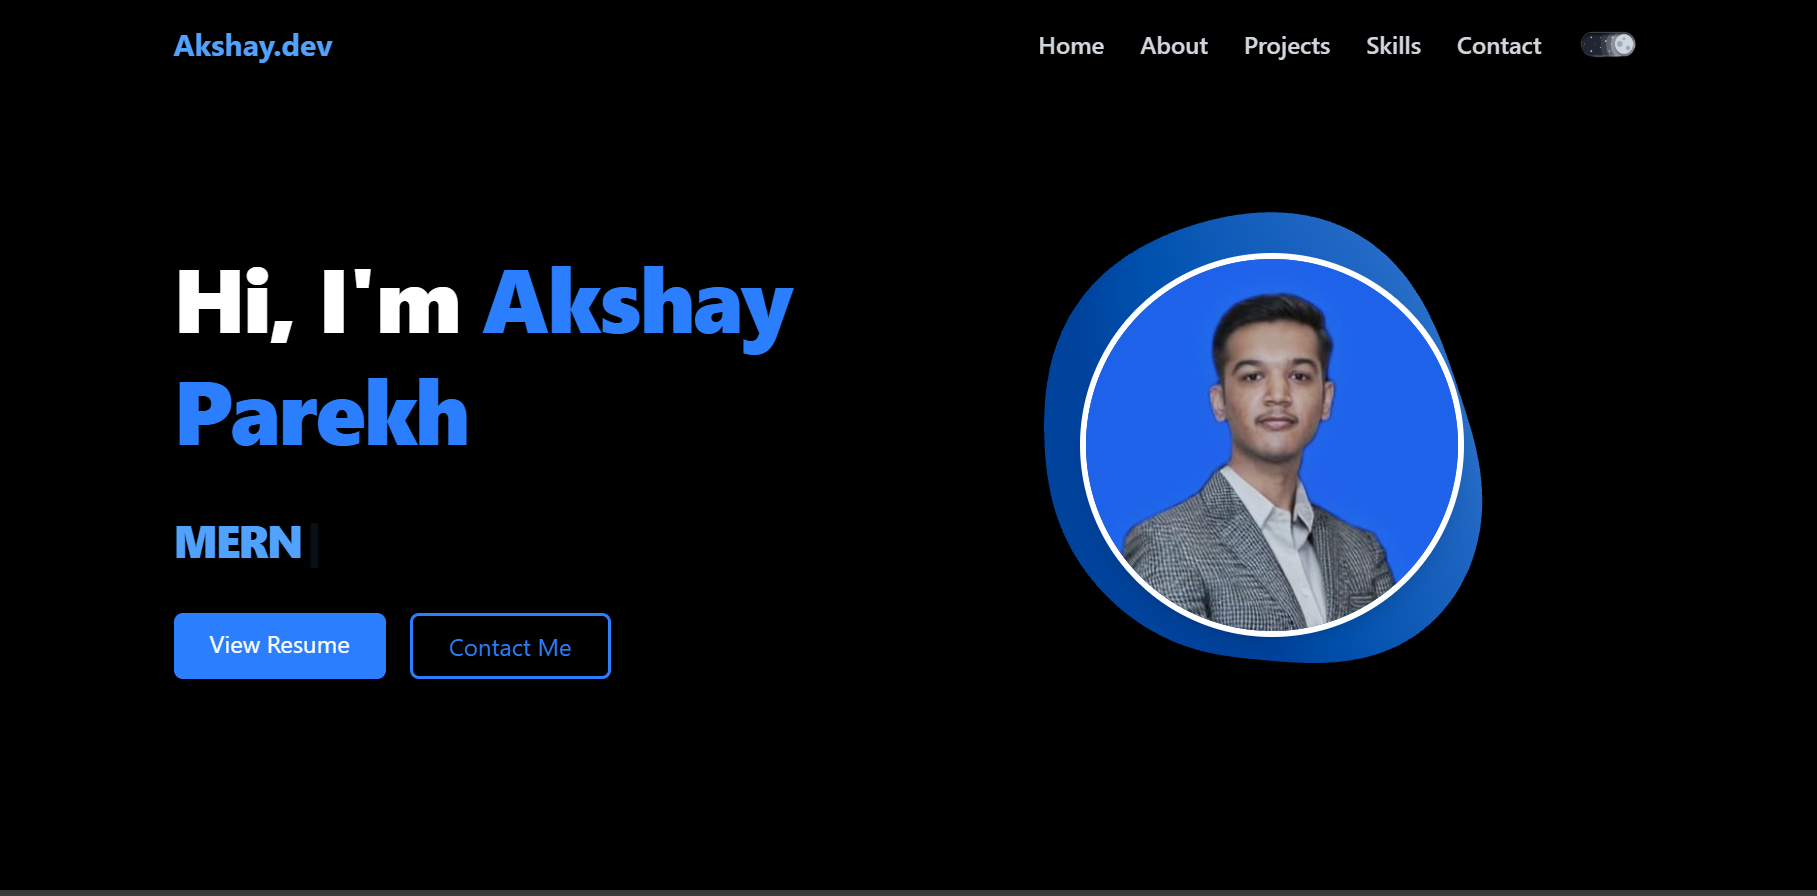 Akshay.dev
Home About Projects Skills Contact
Hi, I'm Akshay
Parekh
MERN
View Resume Contact Me